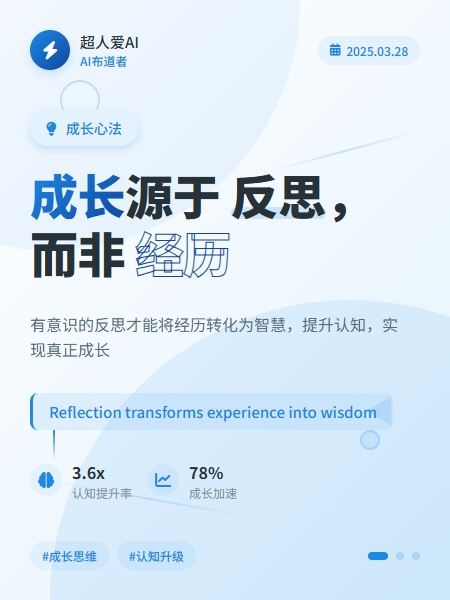 超人爱AI
AI布道者
2025.03.28
成长心法
成长源于 反思，
而非 经历
有意识的反思才能将经历转化为智慧，提升认知，实
现真正成长
Reflection transforms experience into wisdom
3.6x
认知提升率
78%
成长加速
#成长思维
#认知升级